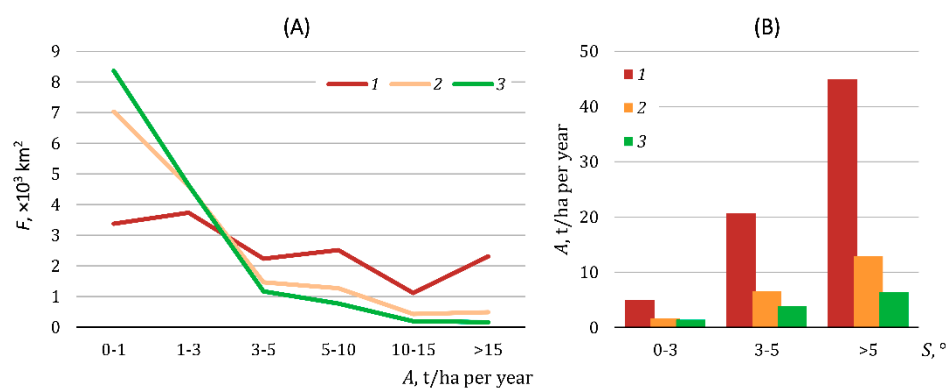 (A)
F, ×10³ km²
9
8
7
6
5
4
3
2
1
0
1 2 3
0-1 1-3 3-5 5-10 10-15 >15
A, t/ha per year
(B)
A, t/ha per year
50
40
30
20
10
0
1
2
3
0-3 3-5 >5 S, °